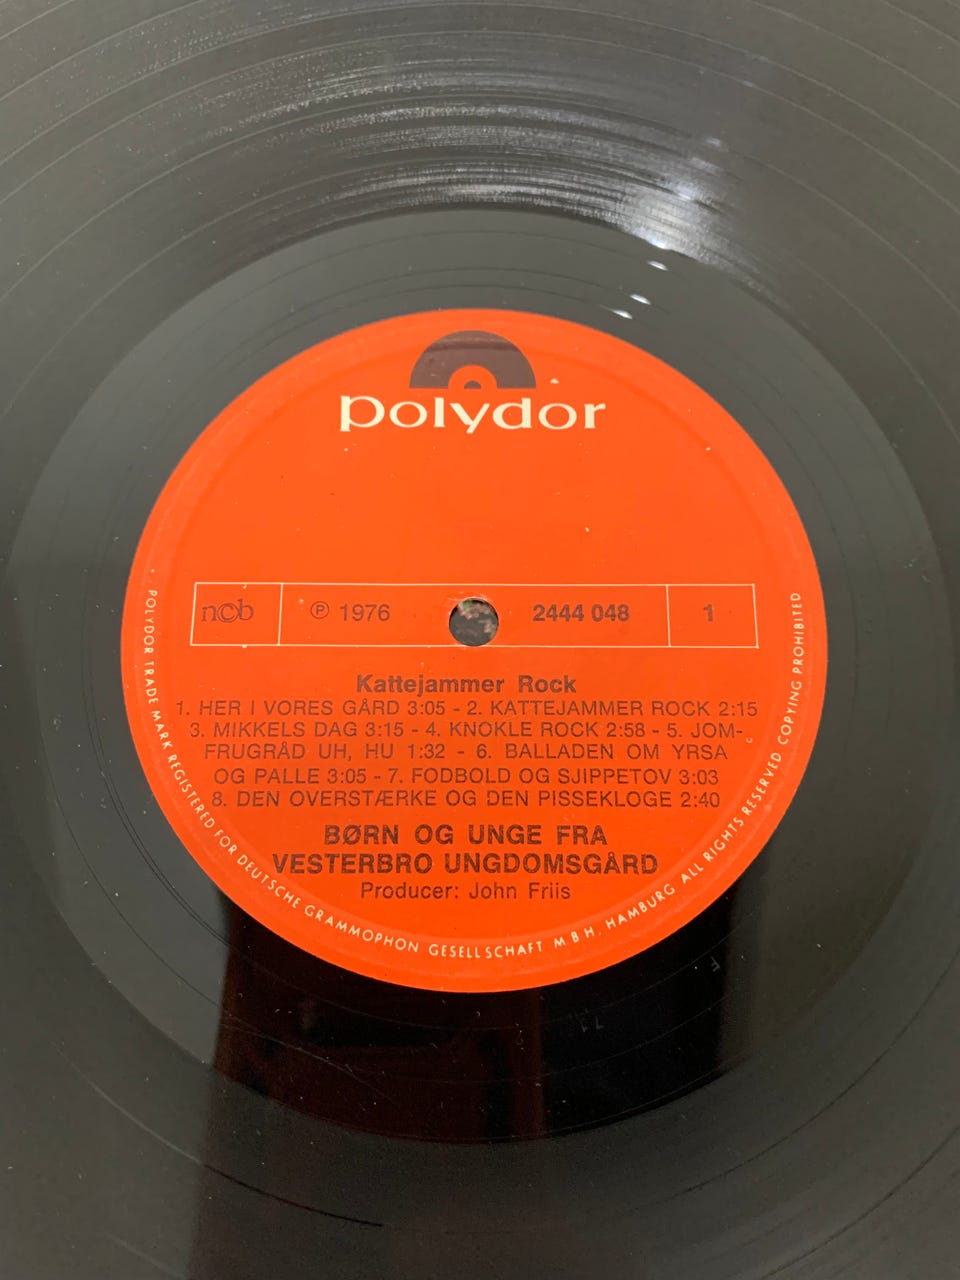 polydor
ncb ℗ 1976 2444 048 1
Kattejammer Rock
1. HER I VORES GÅRD 3:05 - 2. KATTEJAMMER ROCK 2:15
3. MIKKELS DAG 3:15 - 4. KNOKLE ROCK 2:58 - 5. JOM-
FRUGRÅD UH, HU 1:32 - 6. BALLADEN OM YRSA
OG PALLE 3:05 - 7. FODBOLD OG SJIPPETOV 3:03
8. DEN OVERSTÆRKE OG DEN PISSEKLOGE 2:40
BØRN OG UNGE FRA
VESTERBRO UNGDOMSGÅRD
Producer: John Friis
POLYDOR TRADE MARK REGISTERED FOR DEUTSCHE GRAMMOPHON GESELLSCHAFT M B H. HAMBURG ALL RIGHTS RESERVED COPYING PROHIBITED